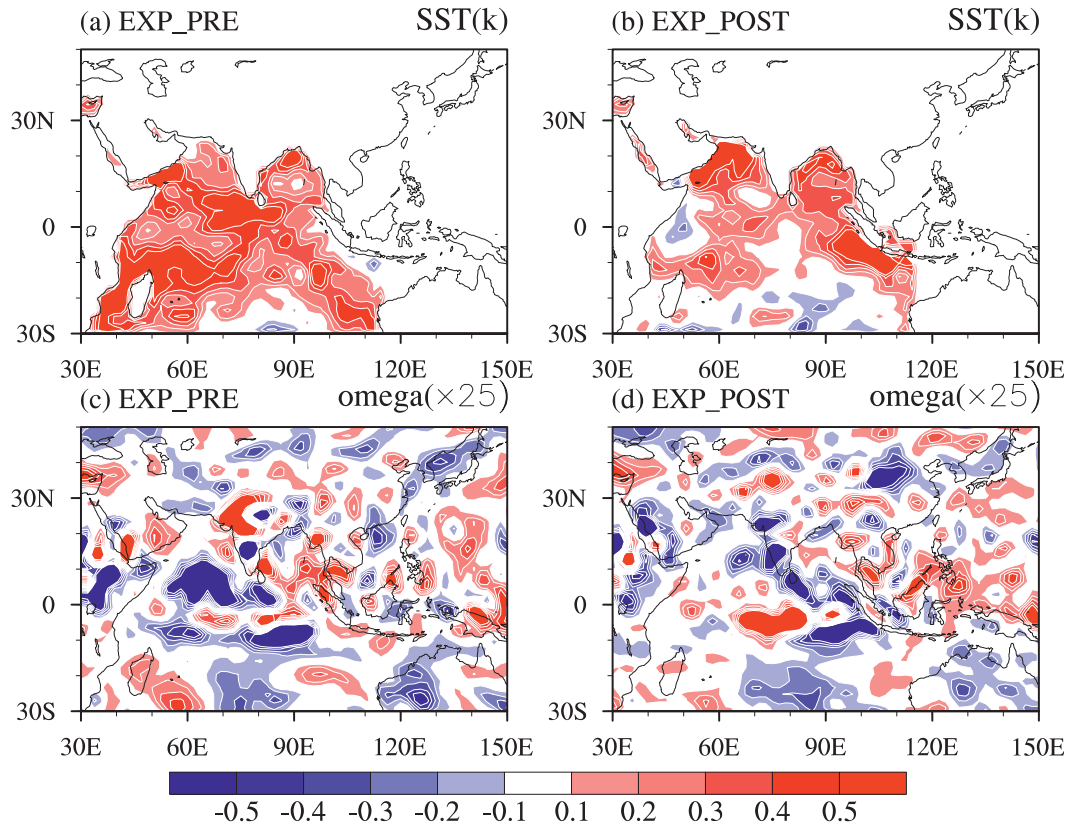 (a) EXP_PRE SST(k)
(b) EXP_POST SST(k)
30N
0
30S
30E 60E 90E 120E 150E
30N
0
30S
30E 60E 90E 120E 150E
(c) EXP_PRE omega(×25)
(d) EXP_POST omega(×25)
30N
0
30S
30E 60E 90E 120E 150E
30N
0
30S
30E 60E 90E 120E 150E
-0.5 -0.4 -0.3 -0.2 -0.1 0.1 0.2 0.3 0.4 0.5